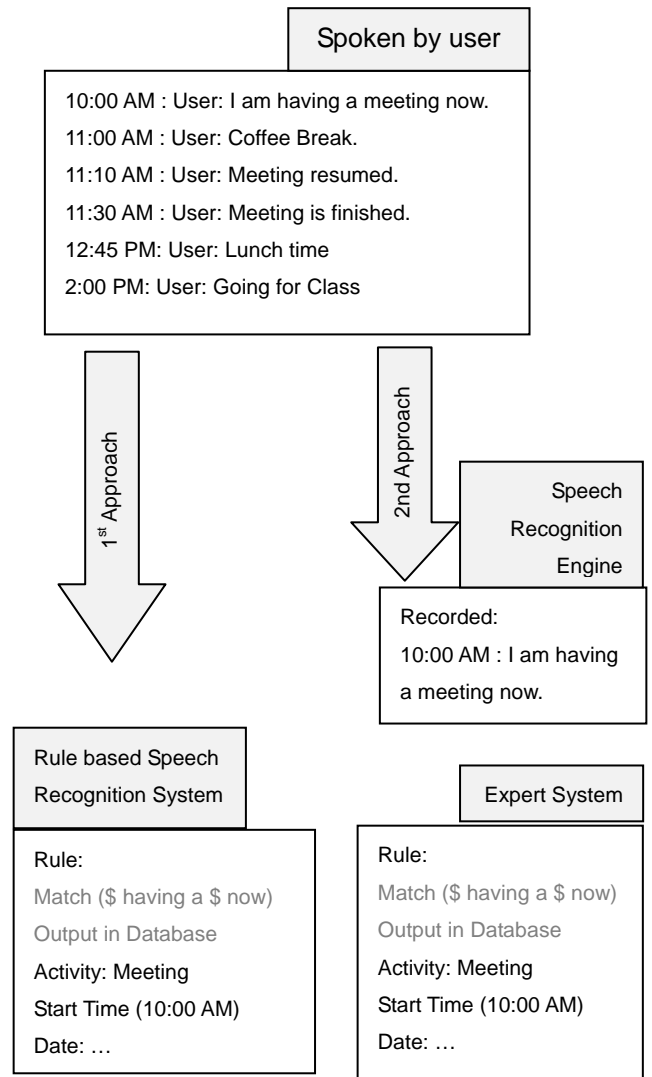 Spoken by user
10:00 AM : User: I am having a meeting now.
11:00 AM : User: Coffee Break.
11:10 AM : User: Meeting resumed.
11:30 AM : User: Meeting is finished.
12:45 PM: User: Lunch time
2:00 PM: User: Going for Class
1st Approach
2nd Approach
Speech
Recognition
Engine
Recorded:
10:00 AM : I am having
a meeting now.
Rule based Speech
Recognition System
Rule:
Match ($ having a $ now)
Output in Database
Activity: Meeting
Start Time (10:00 AM)
Date: …
Expert System
Rule:
Match ($ having a $ now)
Output in Database
Activity: Meeting
Start Time (10:00 AM)
Date: …